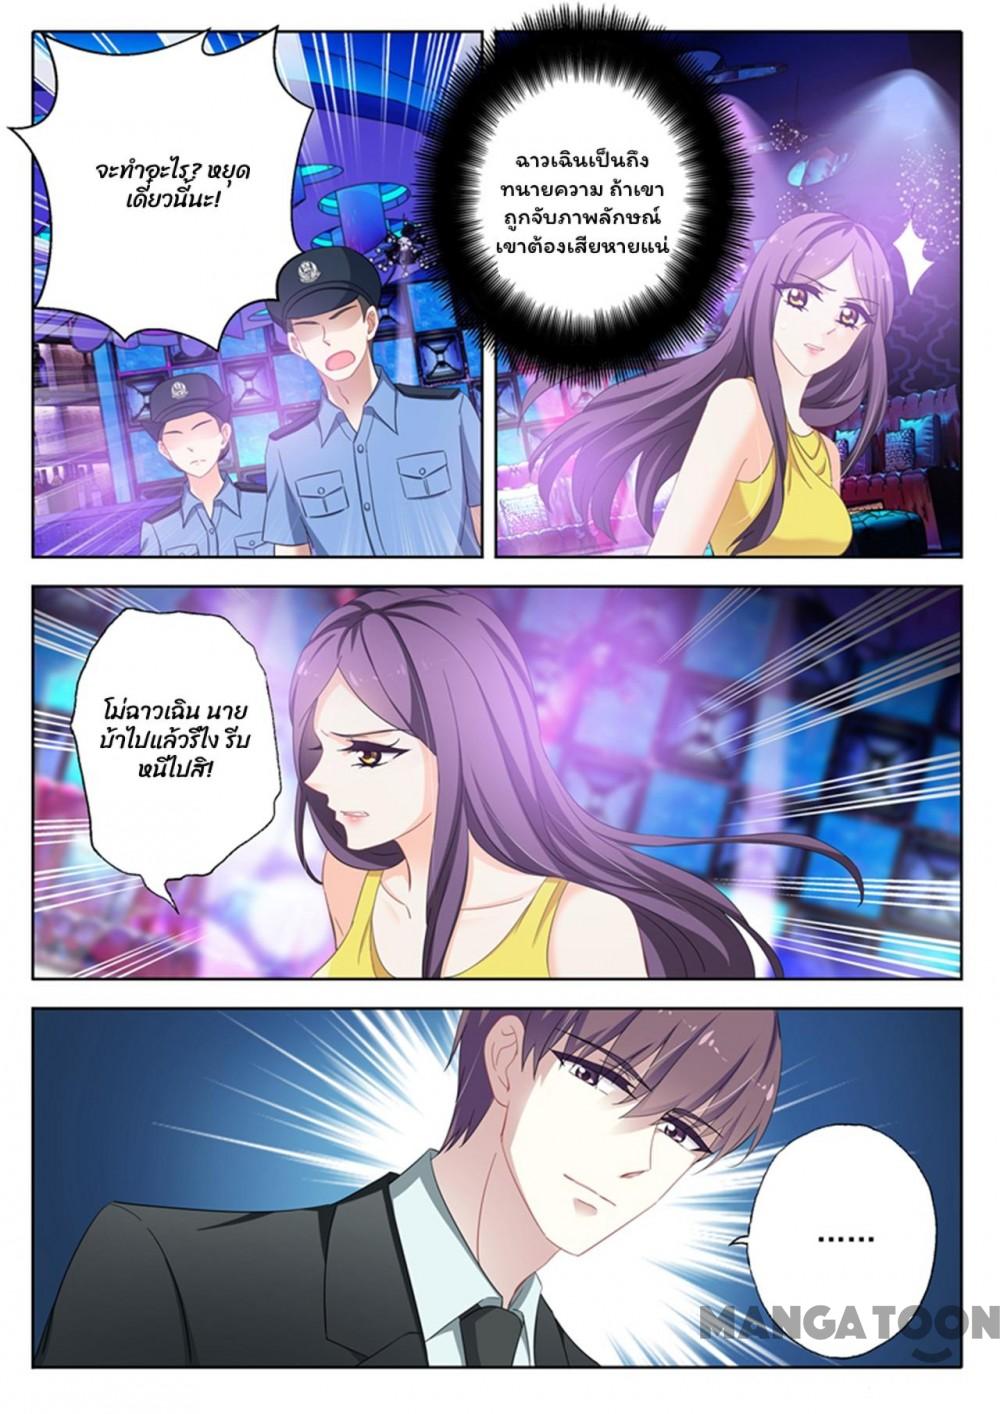 จะทำอะไร? หยุด
เดี๋ยวนี้นะ!
ฉาวเฉินเป็นถึง
ทนายความ ถ้าเขา
ถูกจับภาพลักษณ์
เขาต้องเสียหายแน่
โม่ฉาวเฉิน นาย
บ้าไปแล้วรึไง รีบ
หนีไปสิ!
......
MANGATOON